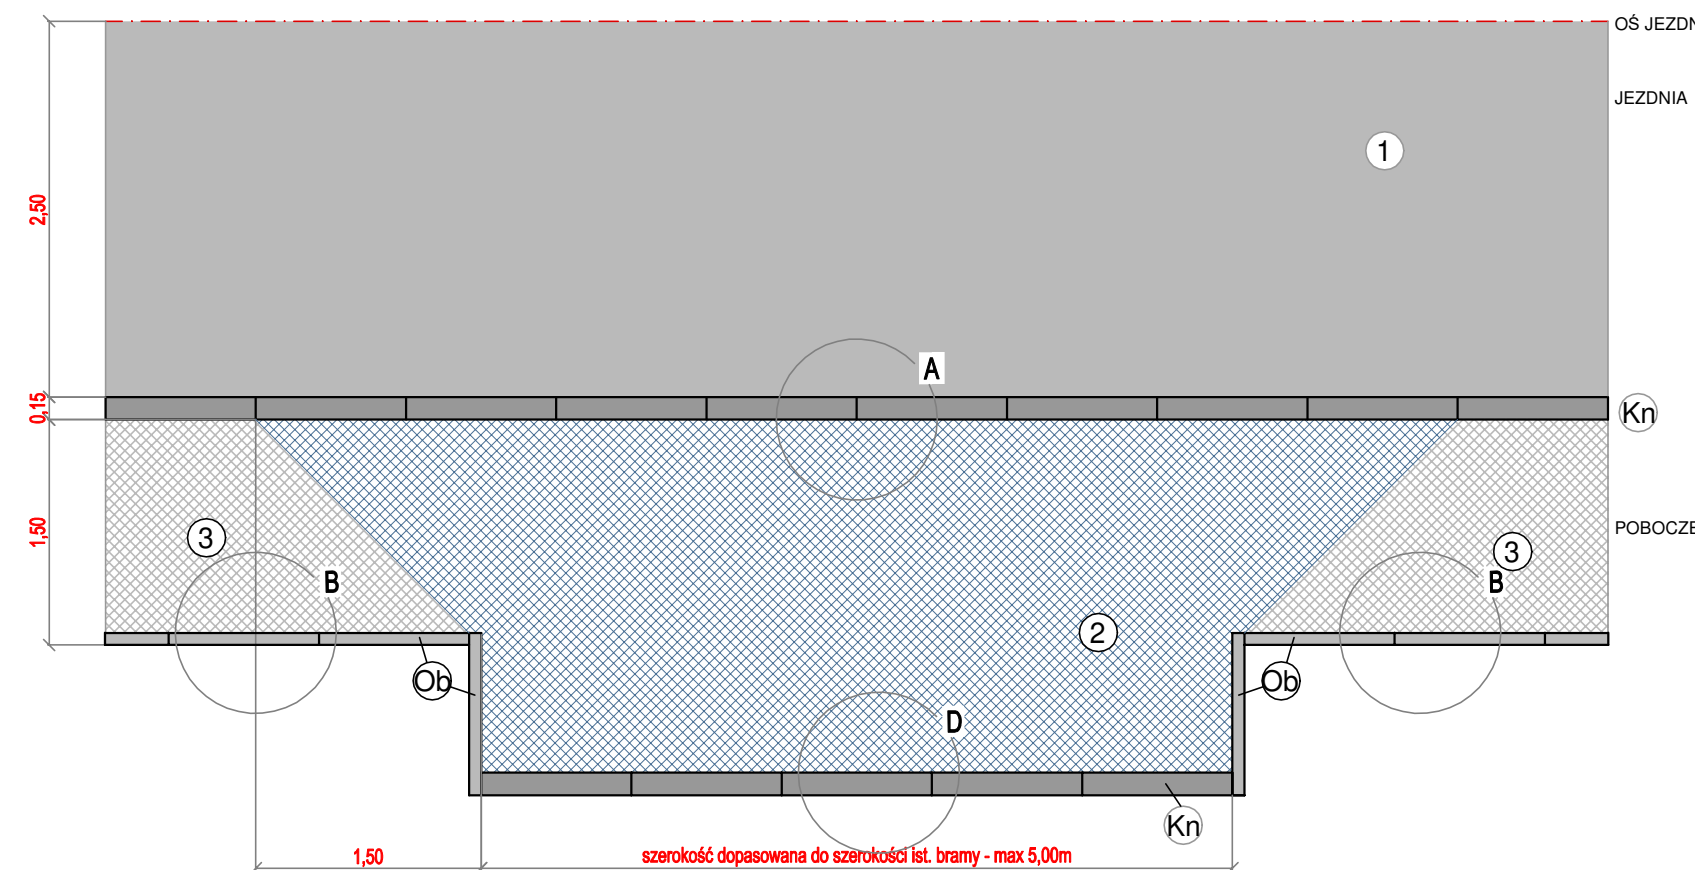 OŚ JEZDN
JEZDNIA
1
2,50
A
0,15
Kn
1,50
3
POBOCZE
3
B
B
2
Ob
Ob
D
Kn
1,50
szerokość dopasowana do szerokości ist. bramy - max 5,00m